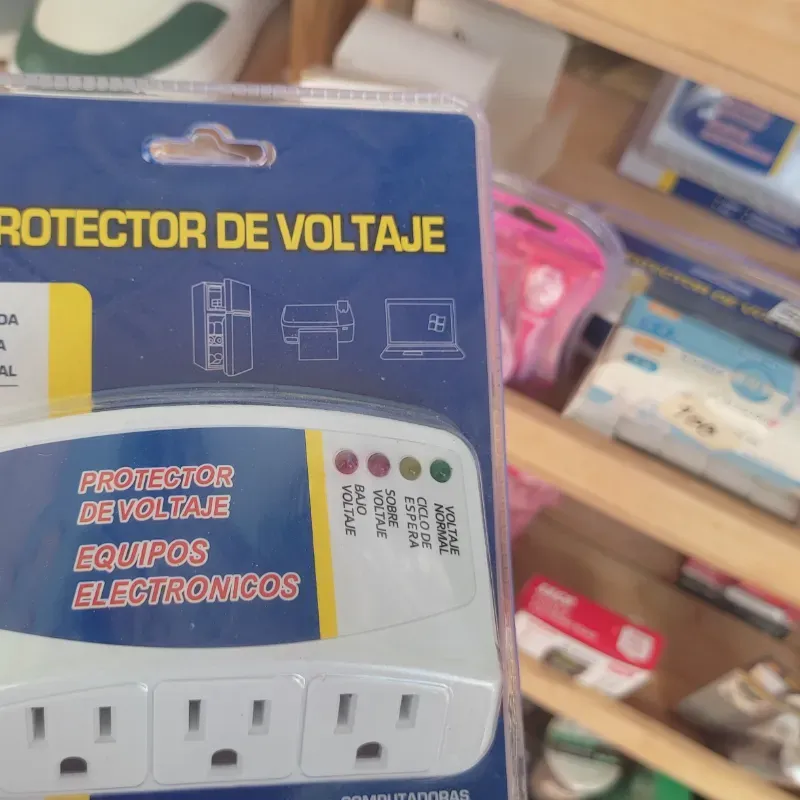 ROTECTOR DE VOLTAJE
DA
A
AL
PROTECTOR
DE VOLTAJE
EQUIPOS
ELECTRONICOS
VOLTAJE
NORMAL
CICLO DE
ESPERA
SOBRE
VOLTAJE
BAJO
VOLTAJE
COMPUTADORAS